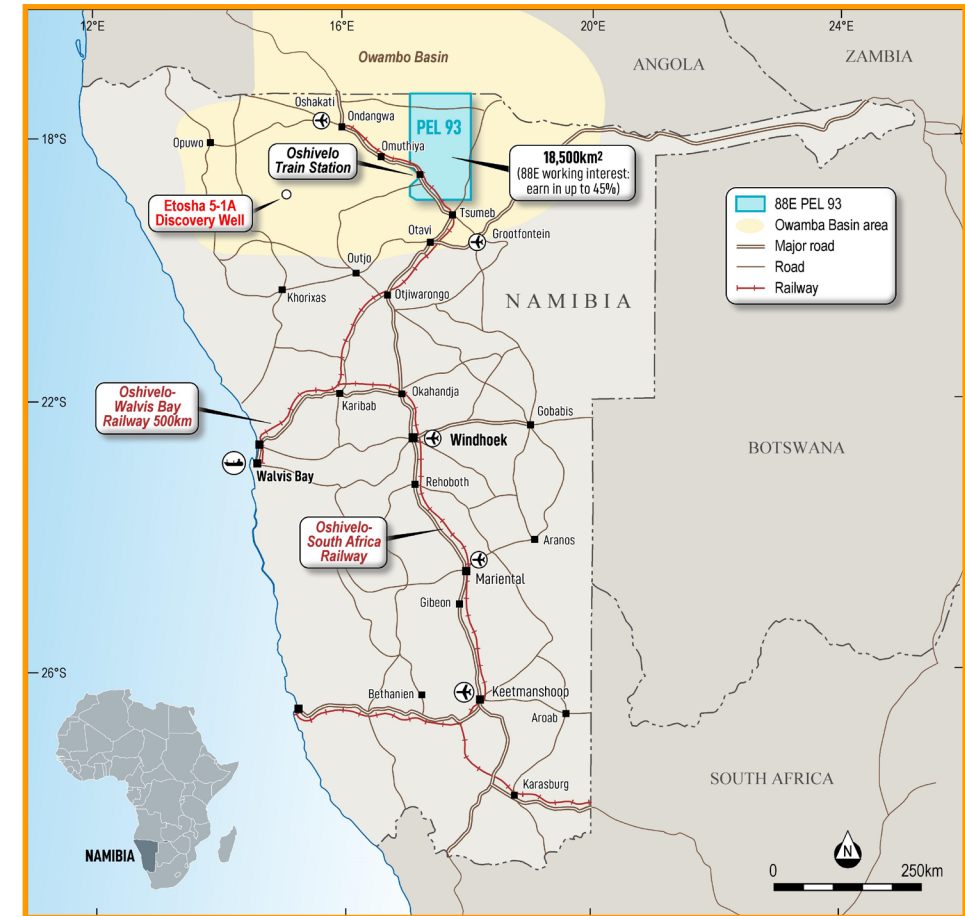 12°E
16°E
20°E
24°E
Owambo Basin
ANGOLA
ZAMBIA
Oshakati
Ondangwa
PEL 93
18°S
Opuwo
Omuthiya
Oshivelo
Train Station
18,500km²
(88E working interest:
earn in up to 45%)
Etosha 5-1A
Discovery Well
Tsumeb
Otavi
Grootfontein
88E PEL 93
Owamba Basin area
Major road
Road
Railway
Outjo
Khorixas
Otjiwarongo
NAMIBIA
22°S
Oshivelo-
Walvis Bay
Railway 500km
Karibab
Okahandja
Gobabis
Windhoek
BOTSWANA
Walvis Bay
Rehoboth
Oshivelo-
South Africa
Railway
Aranos
Mariental
Gibeon
26°S
Bethanien
Keetmanshoop
Aroab
SOUTH AFRICA
Karasburg
NAMIBIA
N
0
250km